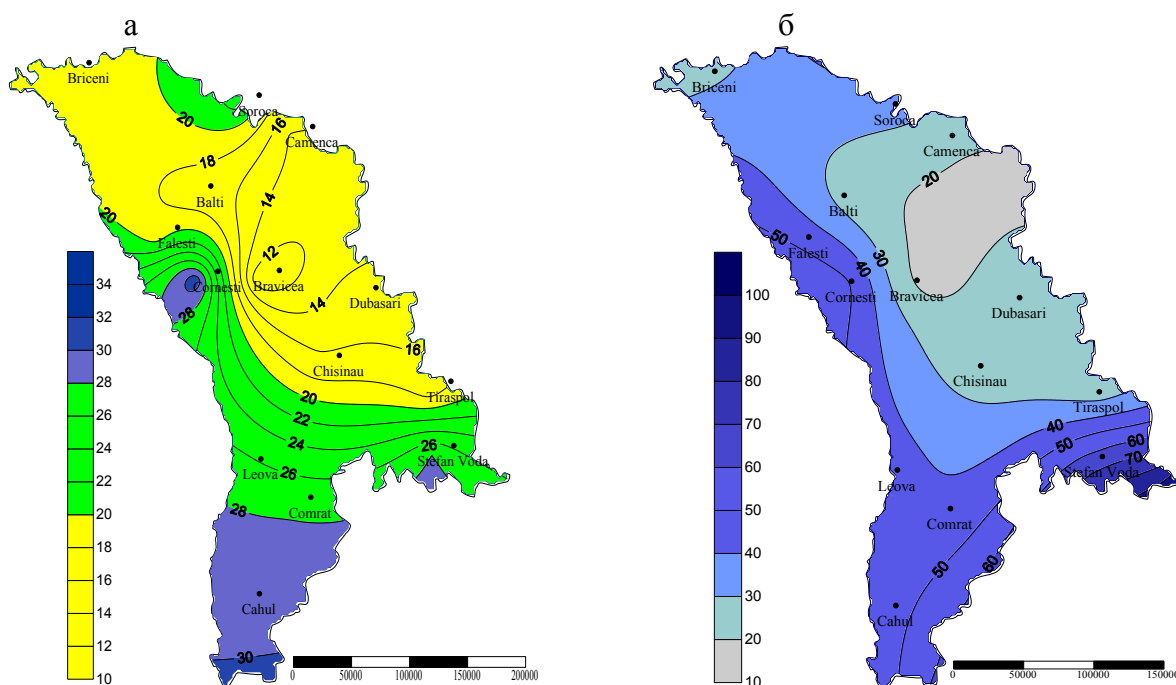 а
б
Briceni
Soroca
20
16
Camenca
18
Balti
14
20
Falesti
12
Cornesti
Bravicea
28
14
Dubasari
16
Chisinau
Tiraspol
20
22
24
26
Stefan Voda
Leova
26
Comrat
28
Cahul
30
34
32
30
28
26
24
22
20
18
16
14
12
10
0 50000 100000 150000 200000
Briceni
Soroca
Camenca
20
Balti
50
Falesti
30
40
Cornesti
Bravicea
Dubasari
Chisinau
Tiraspol
40
50
60
Stefan Voda
70
Leova
Comrat
50
60
Cahul
100
90
80
70
60
50
40
30
20
10
0 50000 100000 150000